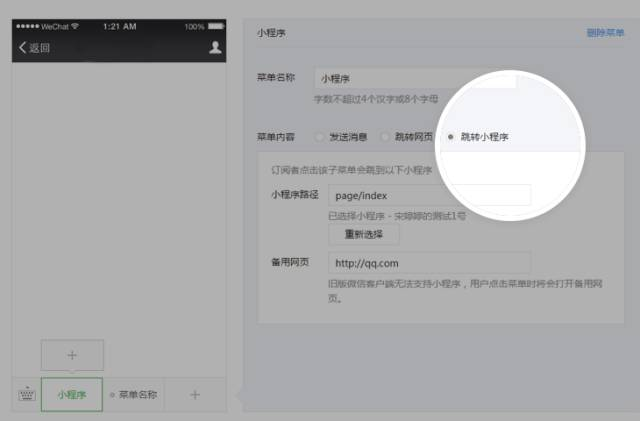 WeChat
1:21 AM
100%
返回
小程序
菜单名称
小程序
删除菜单
菜单名称
小程序
字数不超过4个汉字或8个字母
菜单内容
发送消息
跳转网页
跳转小程序
订阅者点击该子菜单会跳到以下小程序
小程序路径
page/index
已选择小程序 - 宋婷婷的测试1号
重新选择
备用网页
http://qq.com
旧版微信客户端无法支持小程序，用户点击菜单时将会打开备用网
页。